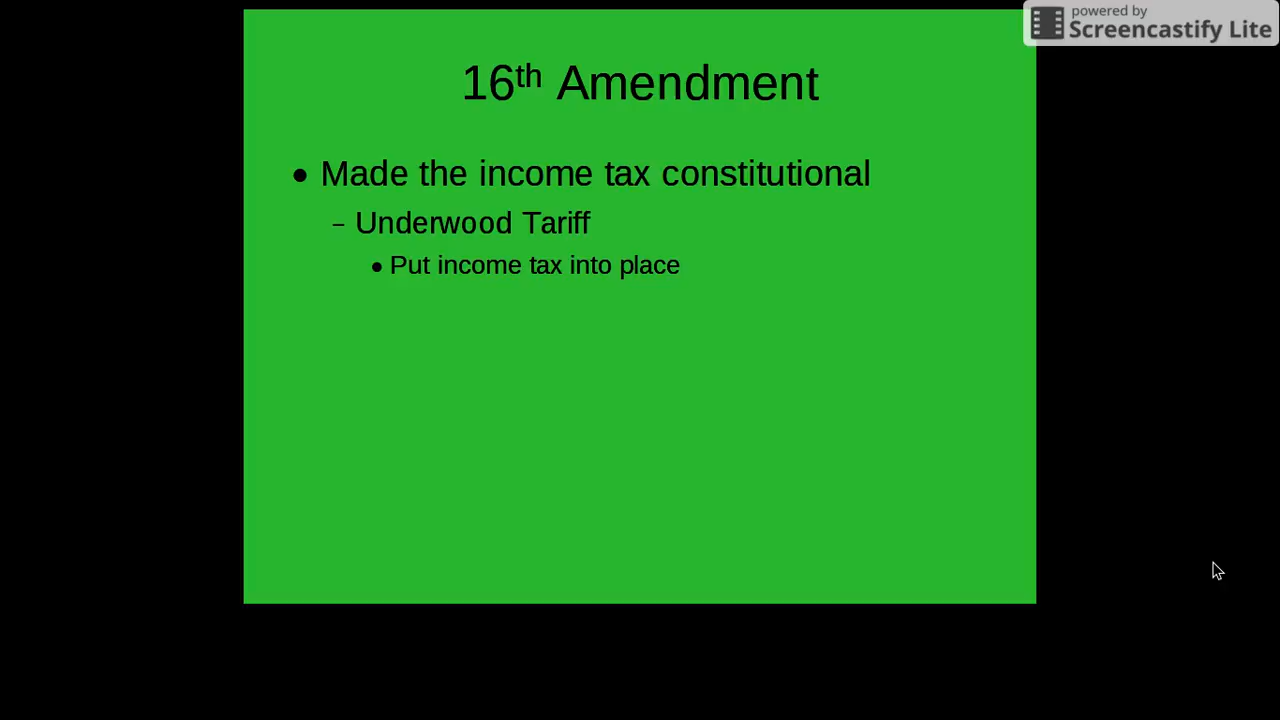 powered by
Screencastify Lite
16th Amendment
• Made the income tax constitutional
– Underwood Tariff
• Put income tax into place